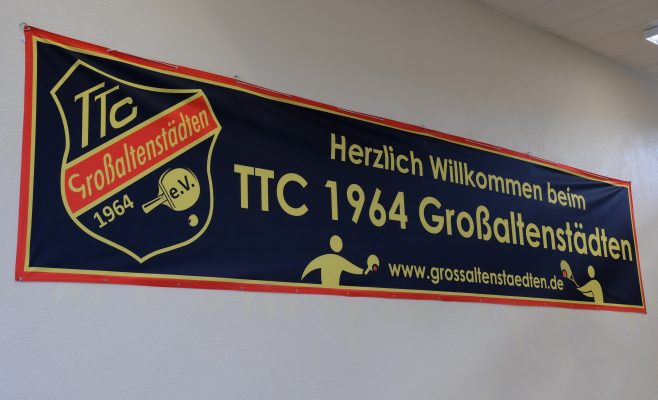 TTC
Großaltenstädten
1964
e.V.
Herzlich Willkommen beim
TTC 1964 Großaltenstädten
www.grossaltenstaedten.de